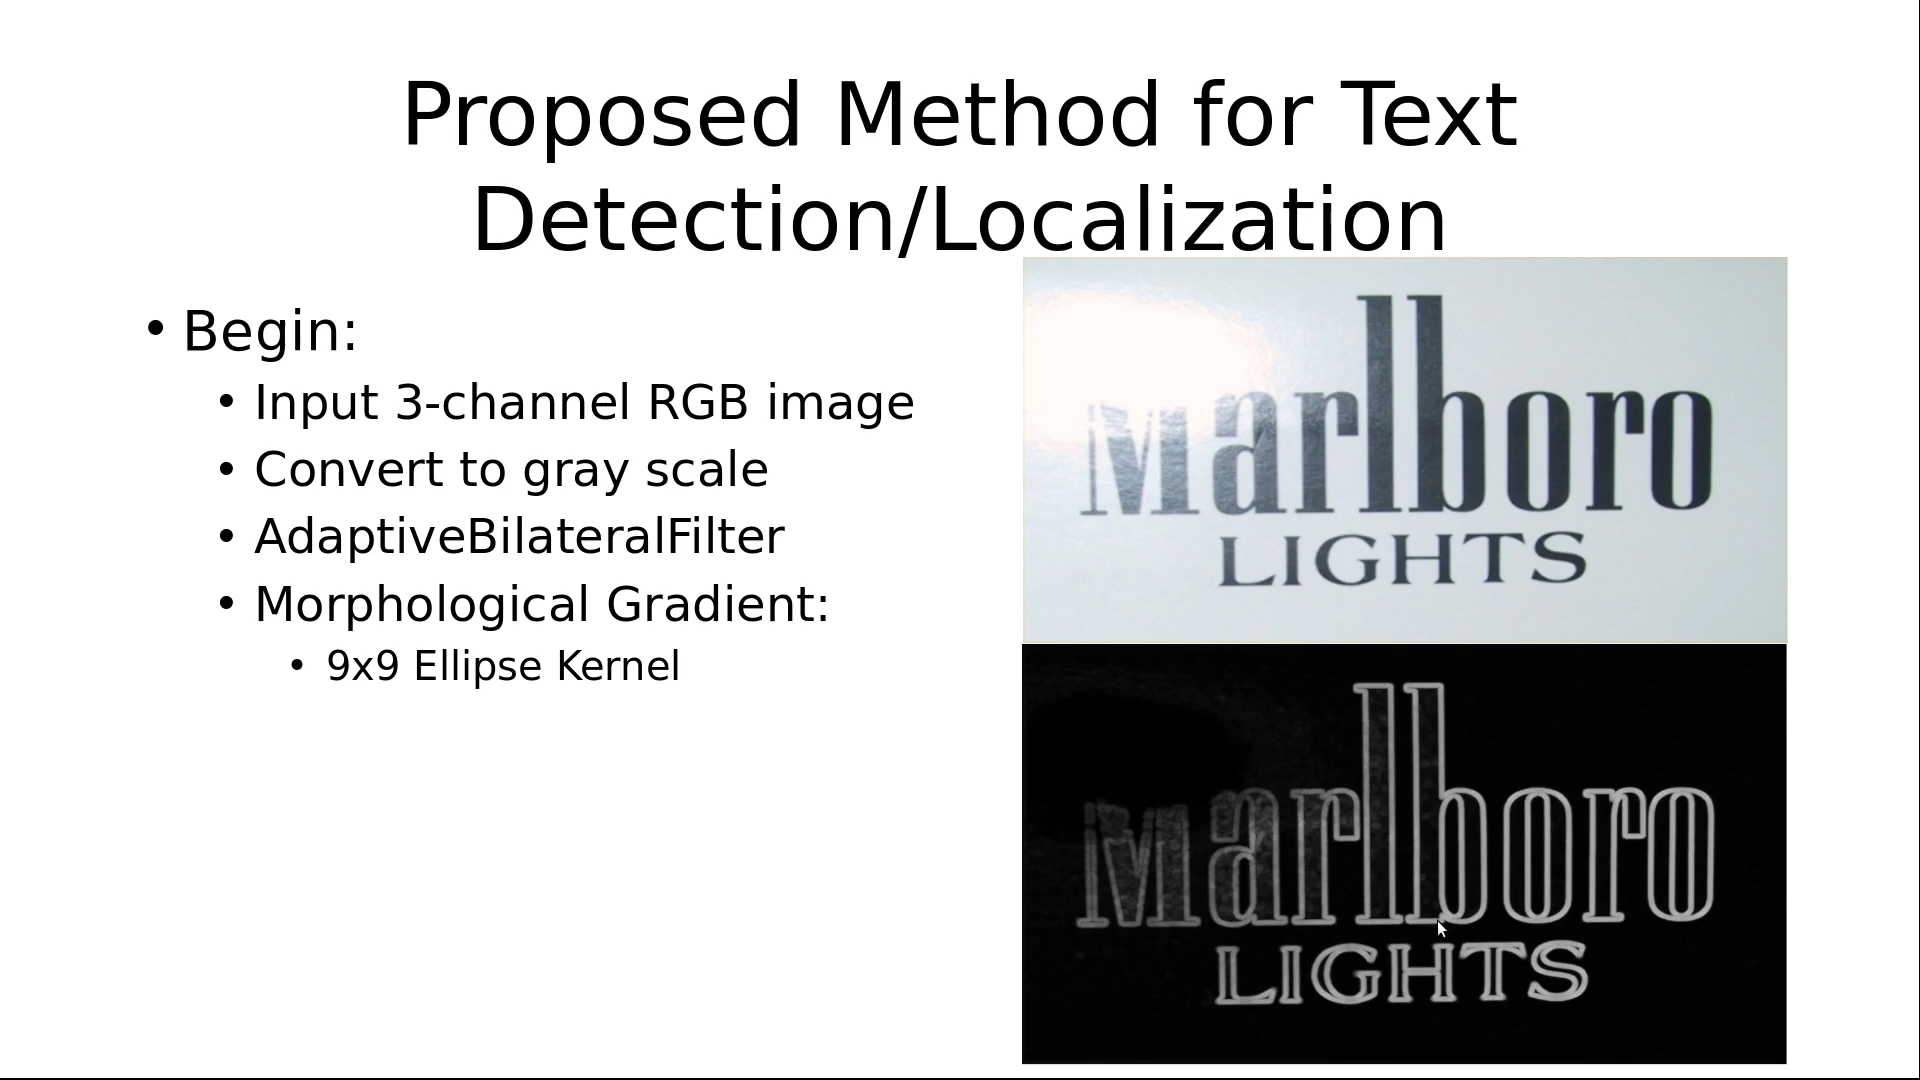 Proposed Method for Text
Detection/Localization
• Begin:
• Input 3-channel RGB image
• Convert to gray scale
• AdaptiveBilateralFilter
• Morphological Gradient:
• 9x9 Ellipse Kernel
Marlboro
LIGHTS
Marlboro
LIGHTS